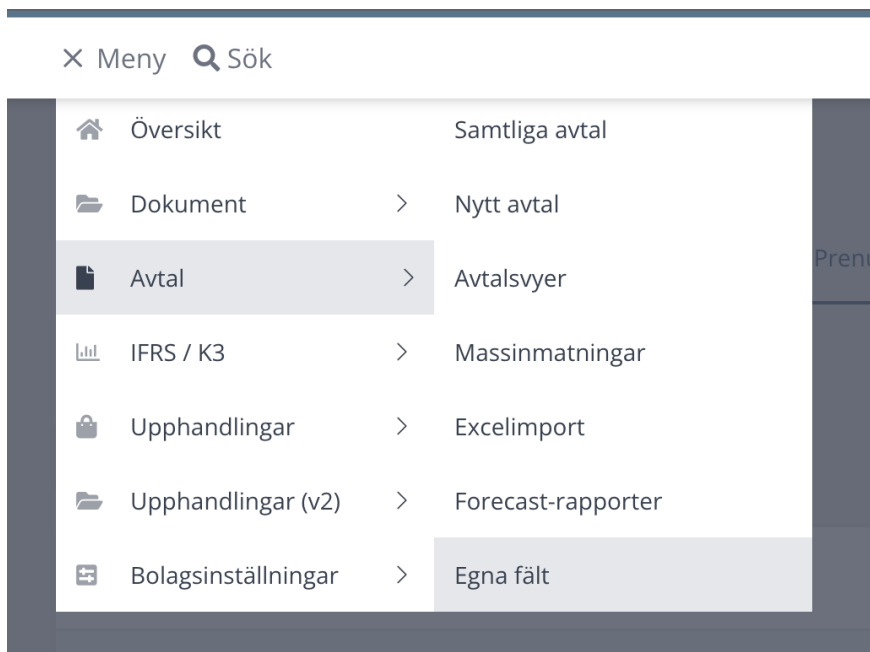 Meny Sök
Översikt
Dokument
Avtal
IFRS / K3
Upphandlingar
Upphandlingar (v2)
Bolagsinställningar
Samtliga avtal
Nytt avtal
Avtalsvyer
Massinmatningar
Excelimport
Forecast-rapporter
Egna fält
Prenu